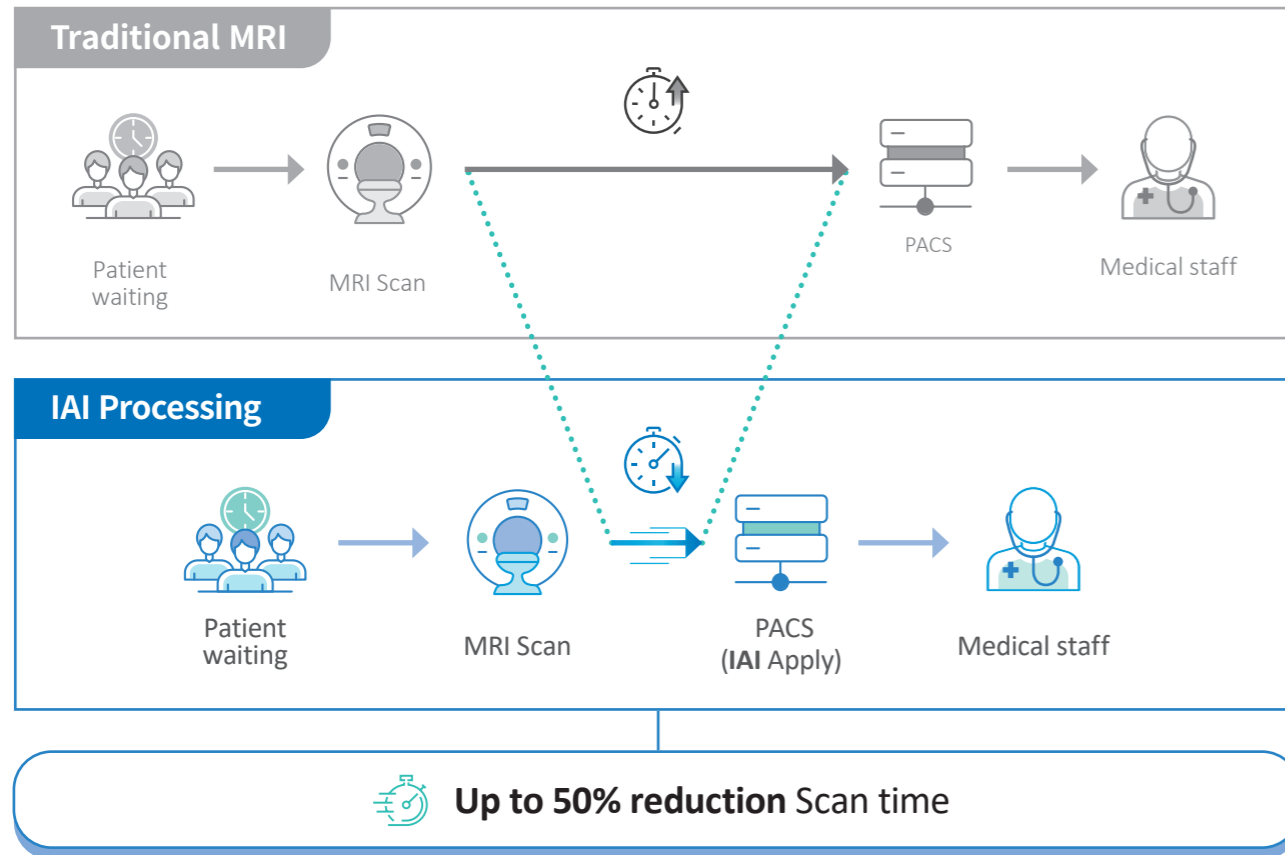 Traditional MRI
Patient
waiting
MRI Scan
PACS
Medical staff
IAI Processing
Patient
waiting
MRI Scan
PACS
(IAI Apply)
Medical staff
Up to 50% reduction Scan time